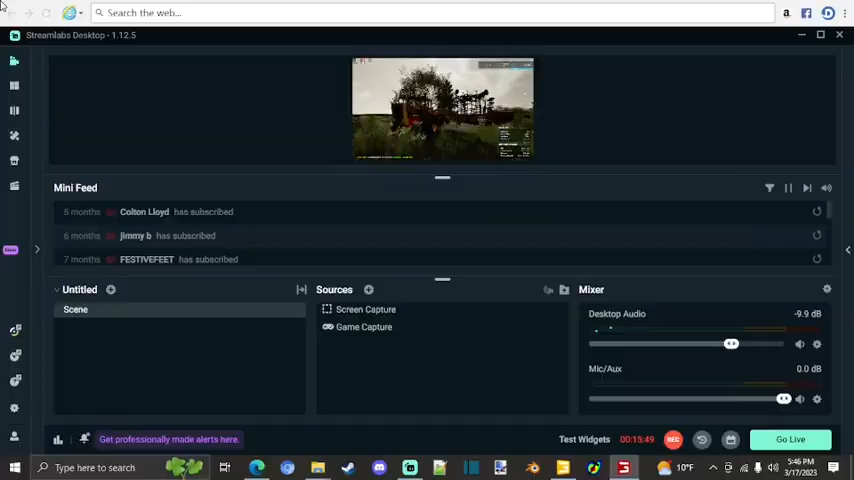 Search the web...
Streamlabs Desktop - 1.12.5
Mini Feed
5 months Colton Lloyd has subscribed
6 months jimmy b has subscribed
7 months FESTIVEFEET has subscribed
New
Untitled
Sources
Mixer
Scene
Screen Capture
Game Capture
Desktop Audio -9.9 dB
Mic/Aux 0.0 dB
Get professionally made alerts here.
Test Widgets 00:15:49 REC
Go Live
Type here to search
10°F
5:46 PM
3/17/2023